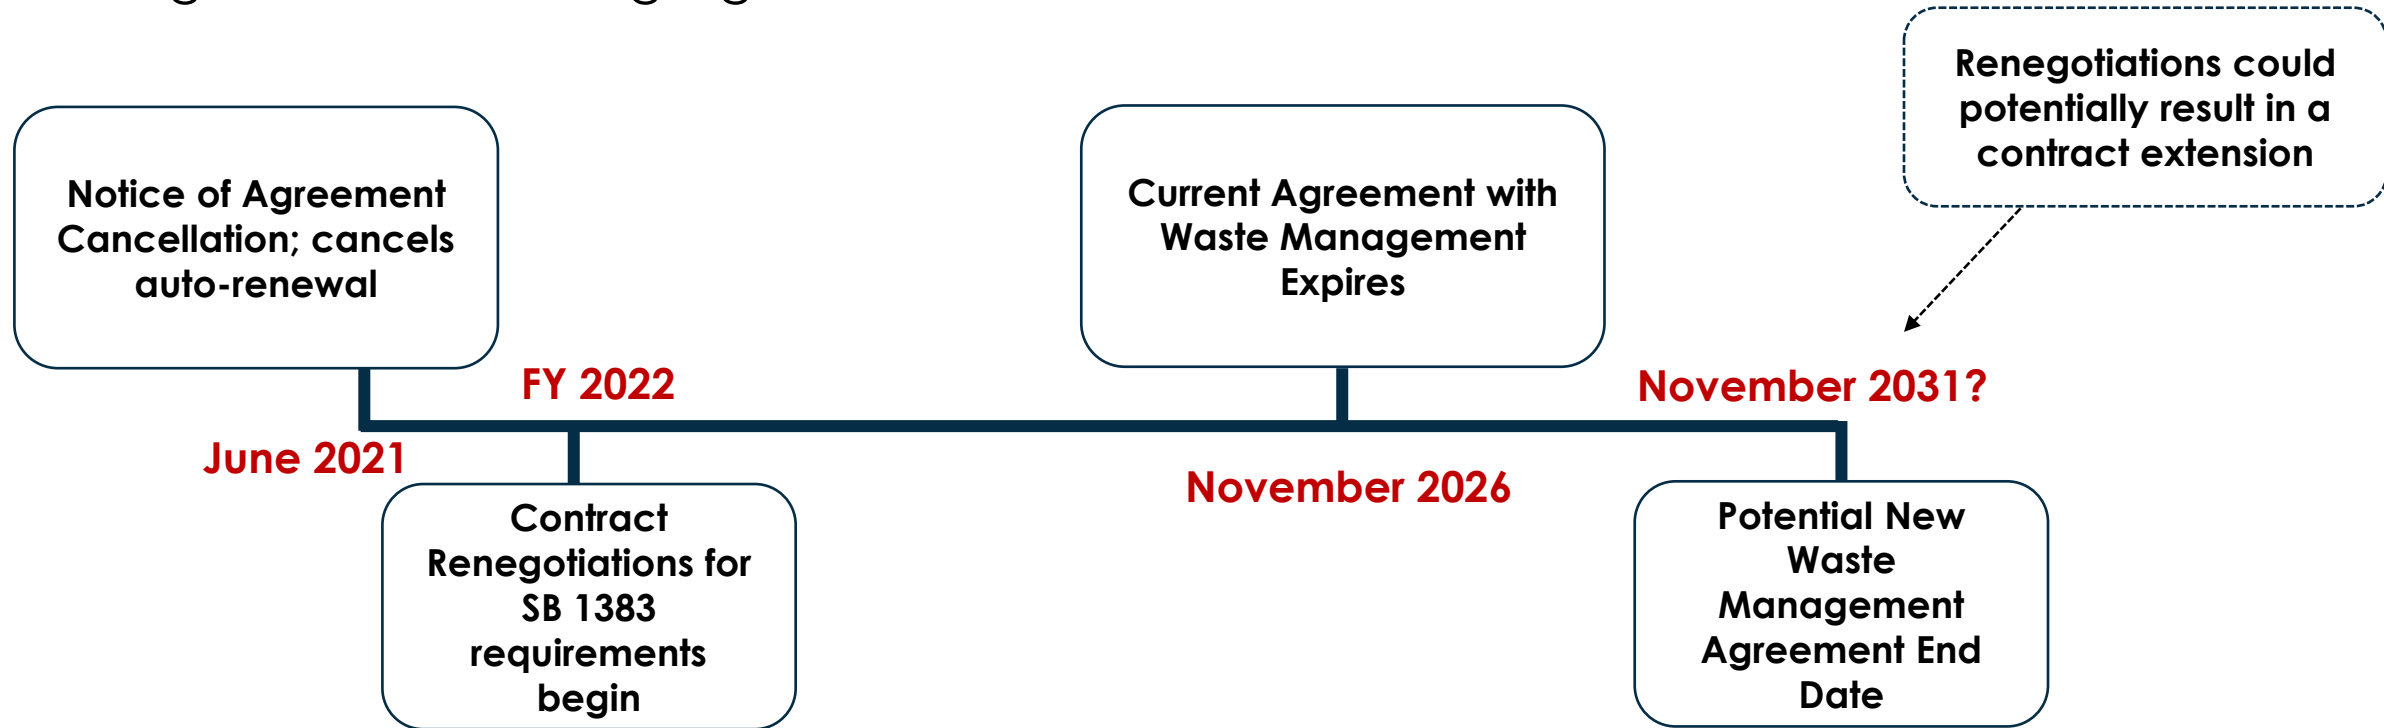 Renegotiations could
potentially result in a
contract extension
Notice of Agreement
Cancellation; cancels
auto-renewal
Current Agreement with
Waste Management
Expires
FY 2022
November 2031?
June 2021
November 2026
Contract
Renegotiations for
SB 1383
requirements
begin
Potential New
Waste
Management
Agreement End
Date